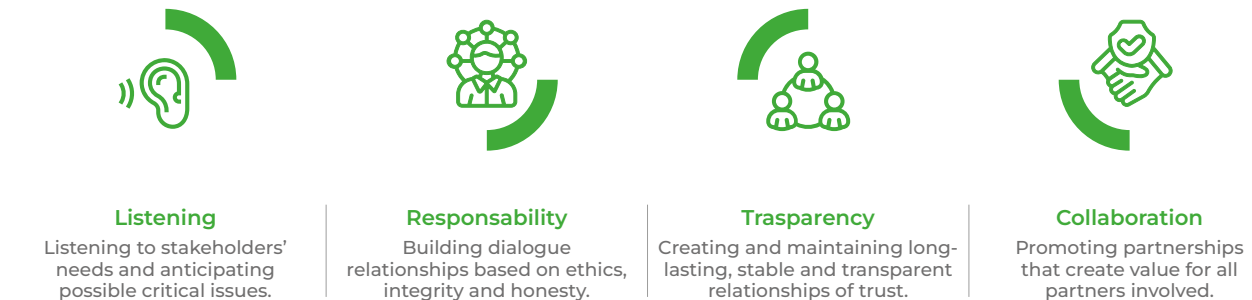 Listening
Listening to stakeholders’
needs and anticipating
possible critical issues.
Responsability
Building dialogue
relationships based on ethics,
integrity and honesty.
Trasparency
Creating and maintaining long-
lasting, stable and transparent
relationships of trust.
Collaboration
Promoting partnerships
that create value for all
partners involved.